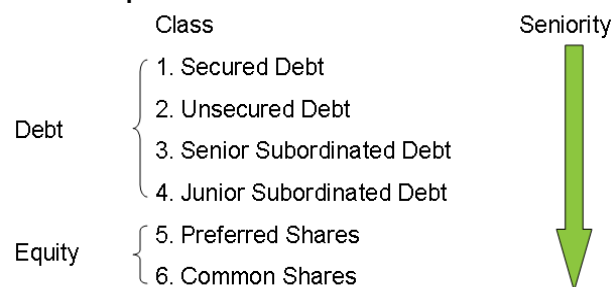 Class Seniority
1. Secured Debt
2. Unsecured Debt
Debt
3. Senior Subordinated Debt
4. Junior Subordinated Debt
5. Preferred Shares
Equity
6. Common Shares